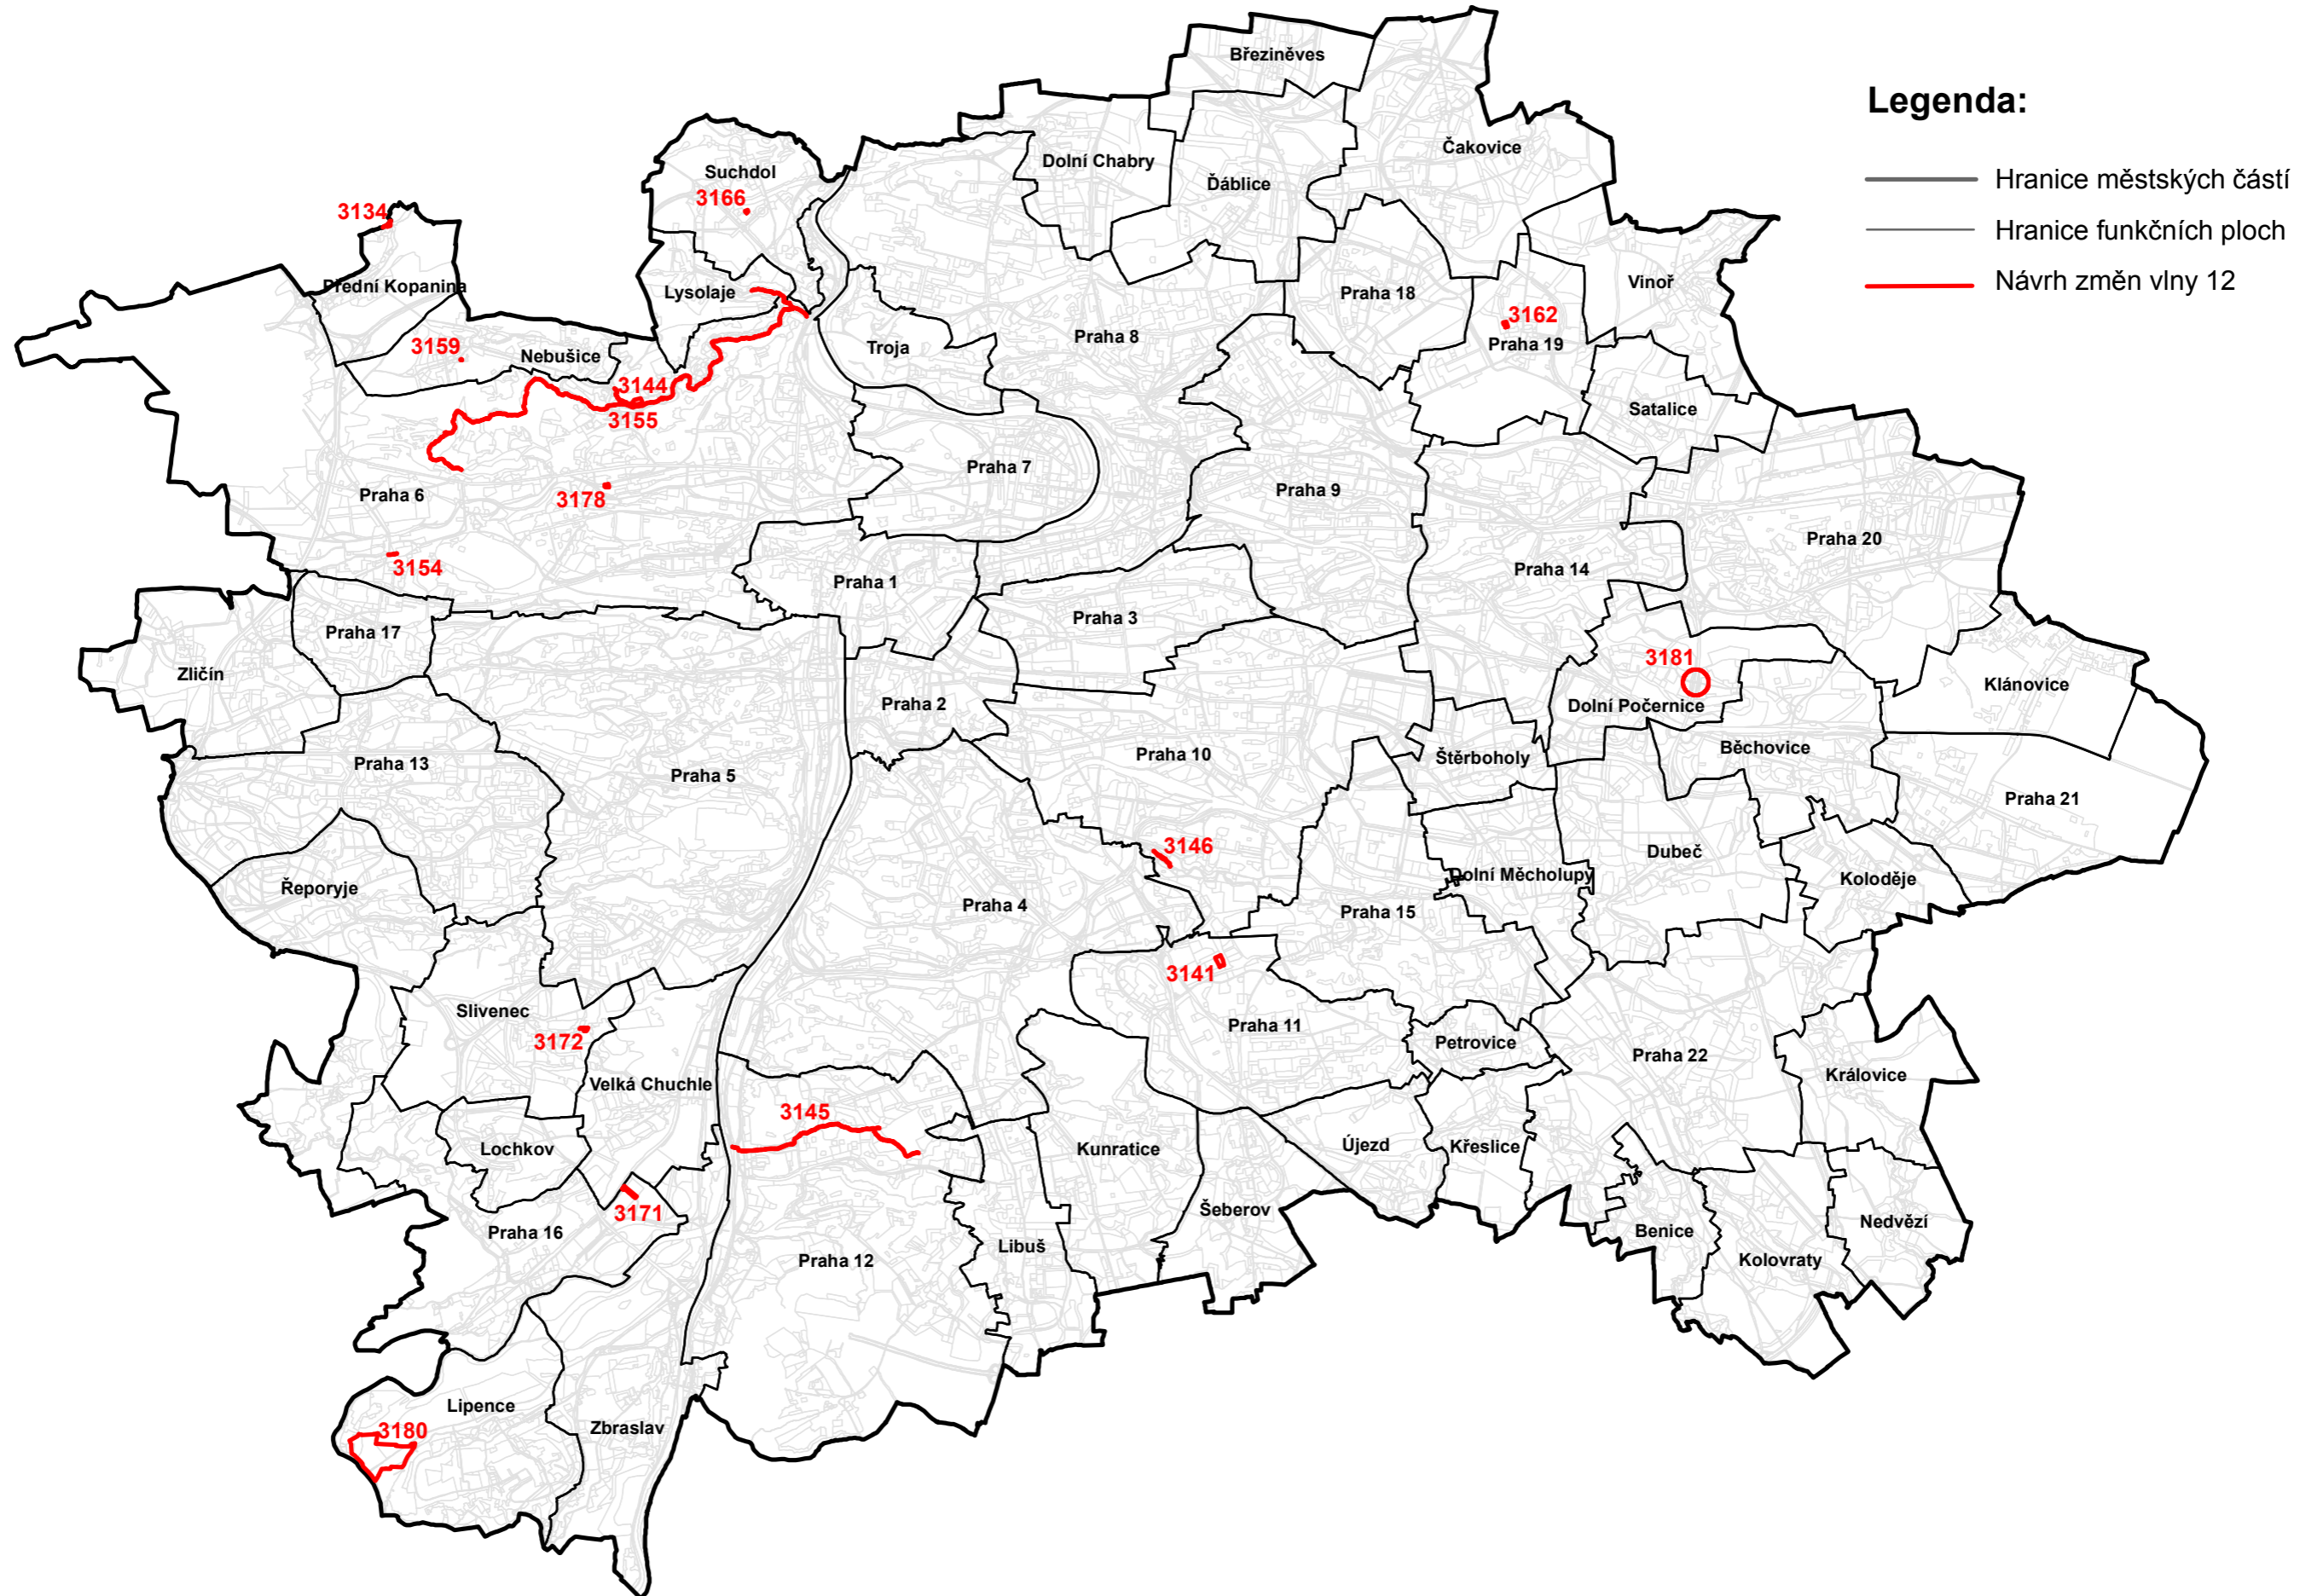 Březiněves
Legenda:
Čakovice
Dolní Chabry
Suchdol
Hranice městských částí
Ďáblice
3166
3134
Hranice funkčních ploch
Vinoř
Návrh změn vlny 12
Přední Kopanina
Lysolaje
Praha 18
3162
Praha 8
Praha 19
3159
Troja
Nebušice
3144
Satalice
3155
Praha 7
Praha 9
Praha 6
3178
Praha 20
3154
Praha 14
Praha 1
Praha 3
Praha 17
3181
Zličín
Klánovice
Praha 2
Dolní Počernice
Běchovice
Praha 10
Štěrboholy
Praha 13
Praha 5
Praha 21
3146
Dubeč
Dolní Měcholupy
Koloděje
Řeporyje
Praha 4
Praha 15
3141
Slivenec
Praha 11
3172
Petrovice
Praha 22
Královice
Velká Chuchle
3145
Lochkov
Kunratice
Újezd
Křeslice
Šeberov
3171
Nedvězí
Praha 16
Benice
Libuš
Praha 12
Kolovraty
Lipence
Zbraslav
3180